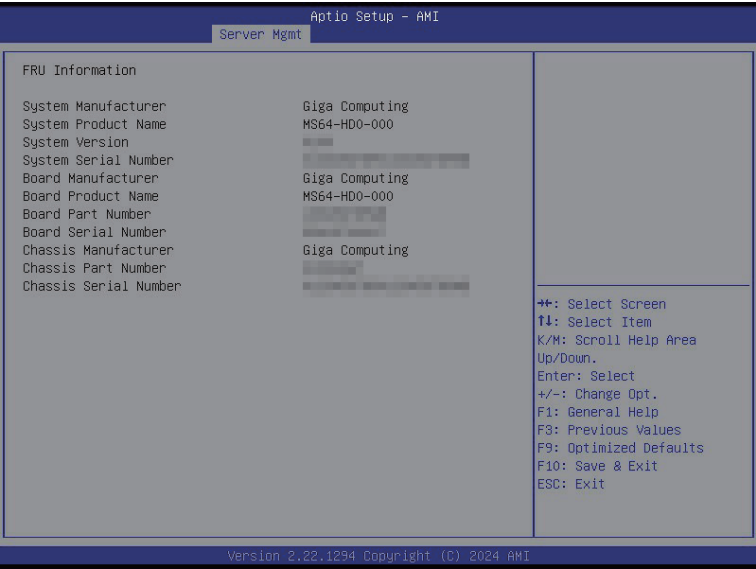 Aptio Setup – AMI
Server Mgmt
FRU Information
System Manufacturer Giga Computing
System Product Name MS64-HD0-000
System Version
System Serial Number
Board Manufacturer Giga Computing
Board Product Name MS64-HD0-000
Board Part Number
Board Serial Number
Chassis Manufacturer Giga Computing
Chassis Part Number
Chassis Serial Number
→←: Select Screen
↑↓: Select Item
K/M: Scroll Help Area
Up/Down.
Enter: Select
+/-: Change Opt.
F1: General Help
F3: Previous Values
F9: Optimized Defaults
F10: Save & Exit
ESC: Exit
Version 2.22.1294 Copyright (C) 2024 AMI